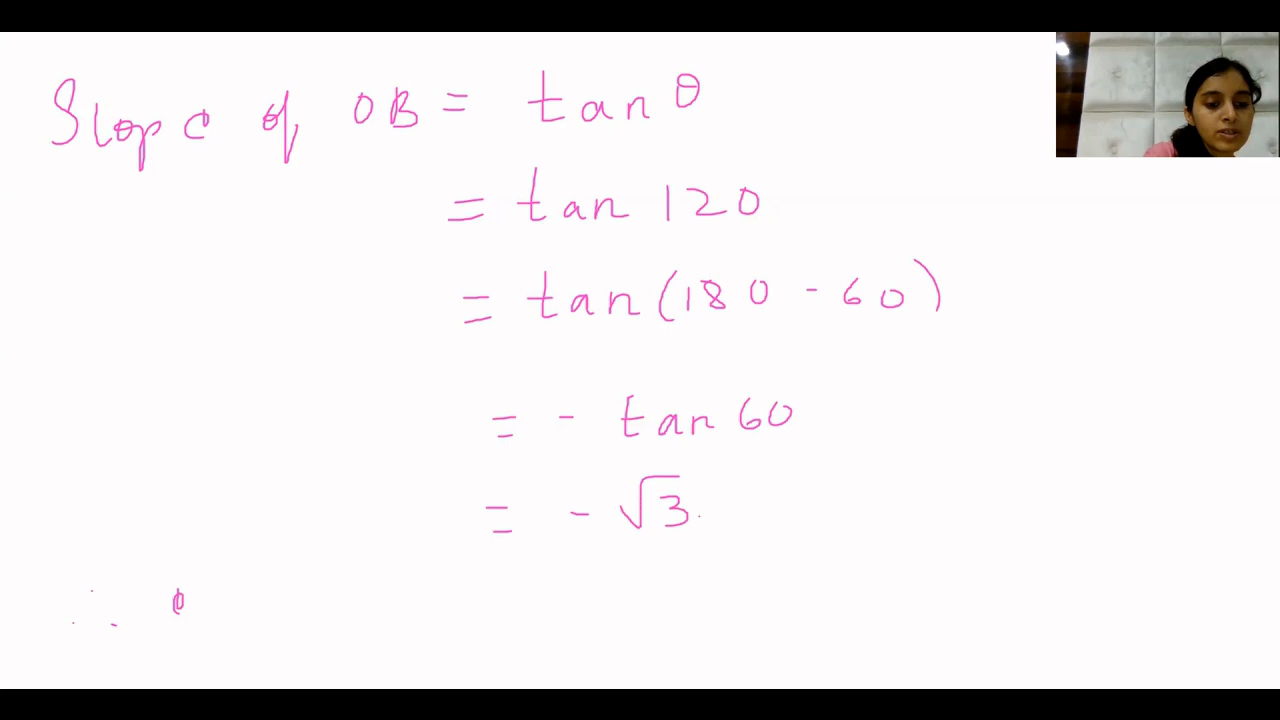 Slope of OB = tan θ
= tan 120
= tan(180 - 60)
= - tan 60
= - √3
∴